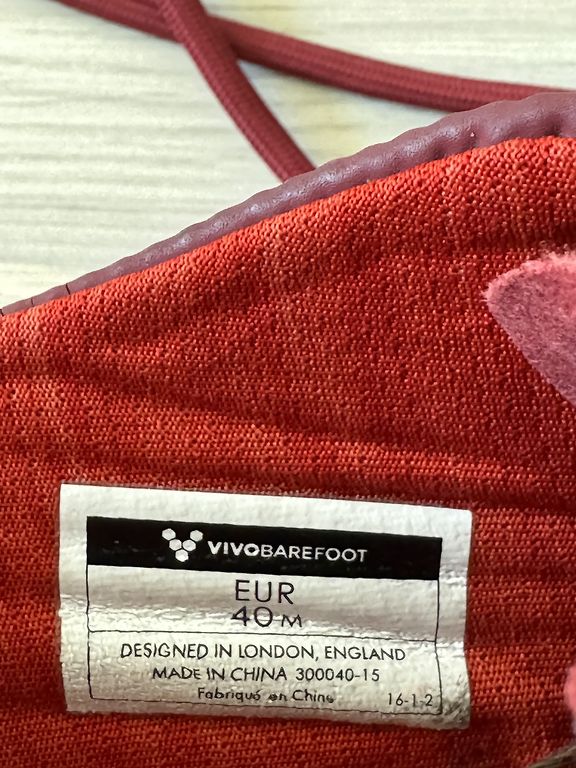 VIVOBAREFOOT
EUR
40 M
DESIGNED IN LONDON, ENGLAND
MADE IN CHINA 300040-15
Fabriqué en Chine
16-1-2